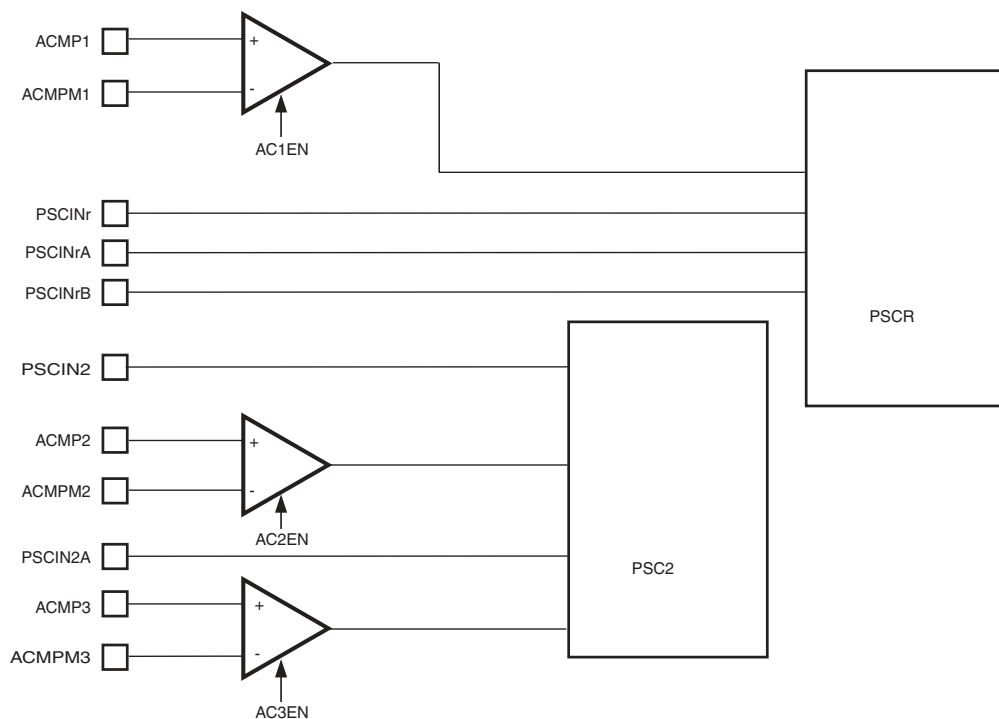 ACMP1
+
ACMPM1
-
AC1EN
PSCINr
PSCINrA
PSCINrB
PSCR
PSCIN2
ACMP2
+
ACMPM2
-
AC2EN
PSCIN2A
PSC2
ACMP3
+
ACMPM3
-
AC3EN